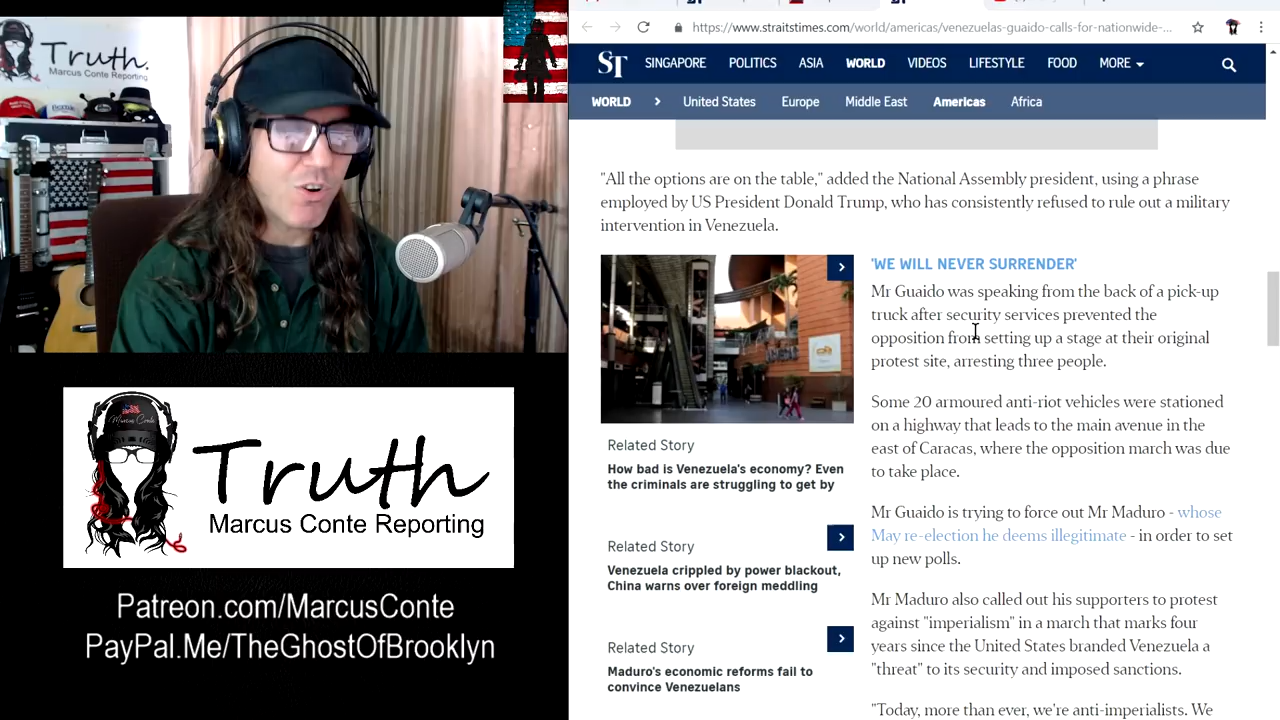 Truth.
Marcus Conte Reporting
https://www.straitstimes.com/world/americas/venezuelas-guaido-calls-for-nationwide-...
ST SINGAPORE POLITICS ASIA WORLD VIDEOS LIFESTYLE FOOD MORE
WORLD > United States Europe Middle East Americas Africa
"All the options are on the table," added the National Assembly president, using a phrase
employed by US President Donald Trump, who has consistently refused to rule out a military
intervention in Venezuela.
'WE WILL NEVER SURRENDER'
Mr Guaido was speaking from the back of a pick-up
truck after security services prevented the
opposition from setting up a stage at their original
protest site, arresting three people.
Some 20 armoured anti-riot vehicles were stationed
on a highway that leads to the main avenue in the
east of Caracas, where the opposition march was due
to take place.
Mr Guaido is trying to force out Mr Maduro - whose
May re-election he deems illegitimate - in order to set
up new polls.
Mr Maduro also called out his supporters to protest
against "imperialism" in a march that marks four
years since the United States branded Venezuela a
"threat" to its security and imposed sanctions.
"Today, more than ever, we're anti-imperialists. We
Related Story
How bad is Venezuela's economy? Even
the criminals are struggling to get by
Related Story
Venezuela crippled by power blackout,
China warns over foreign meddling
Related Story
Maduro's economic reforms fail to
convince Venezuelans
Marcus Conte
Truth
Marcus Conte Reporting
Patreon.com/MarcusConte
PayPal.Me/TheGhostOfBrooklyn